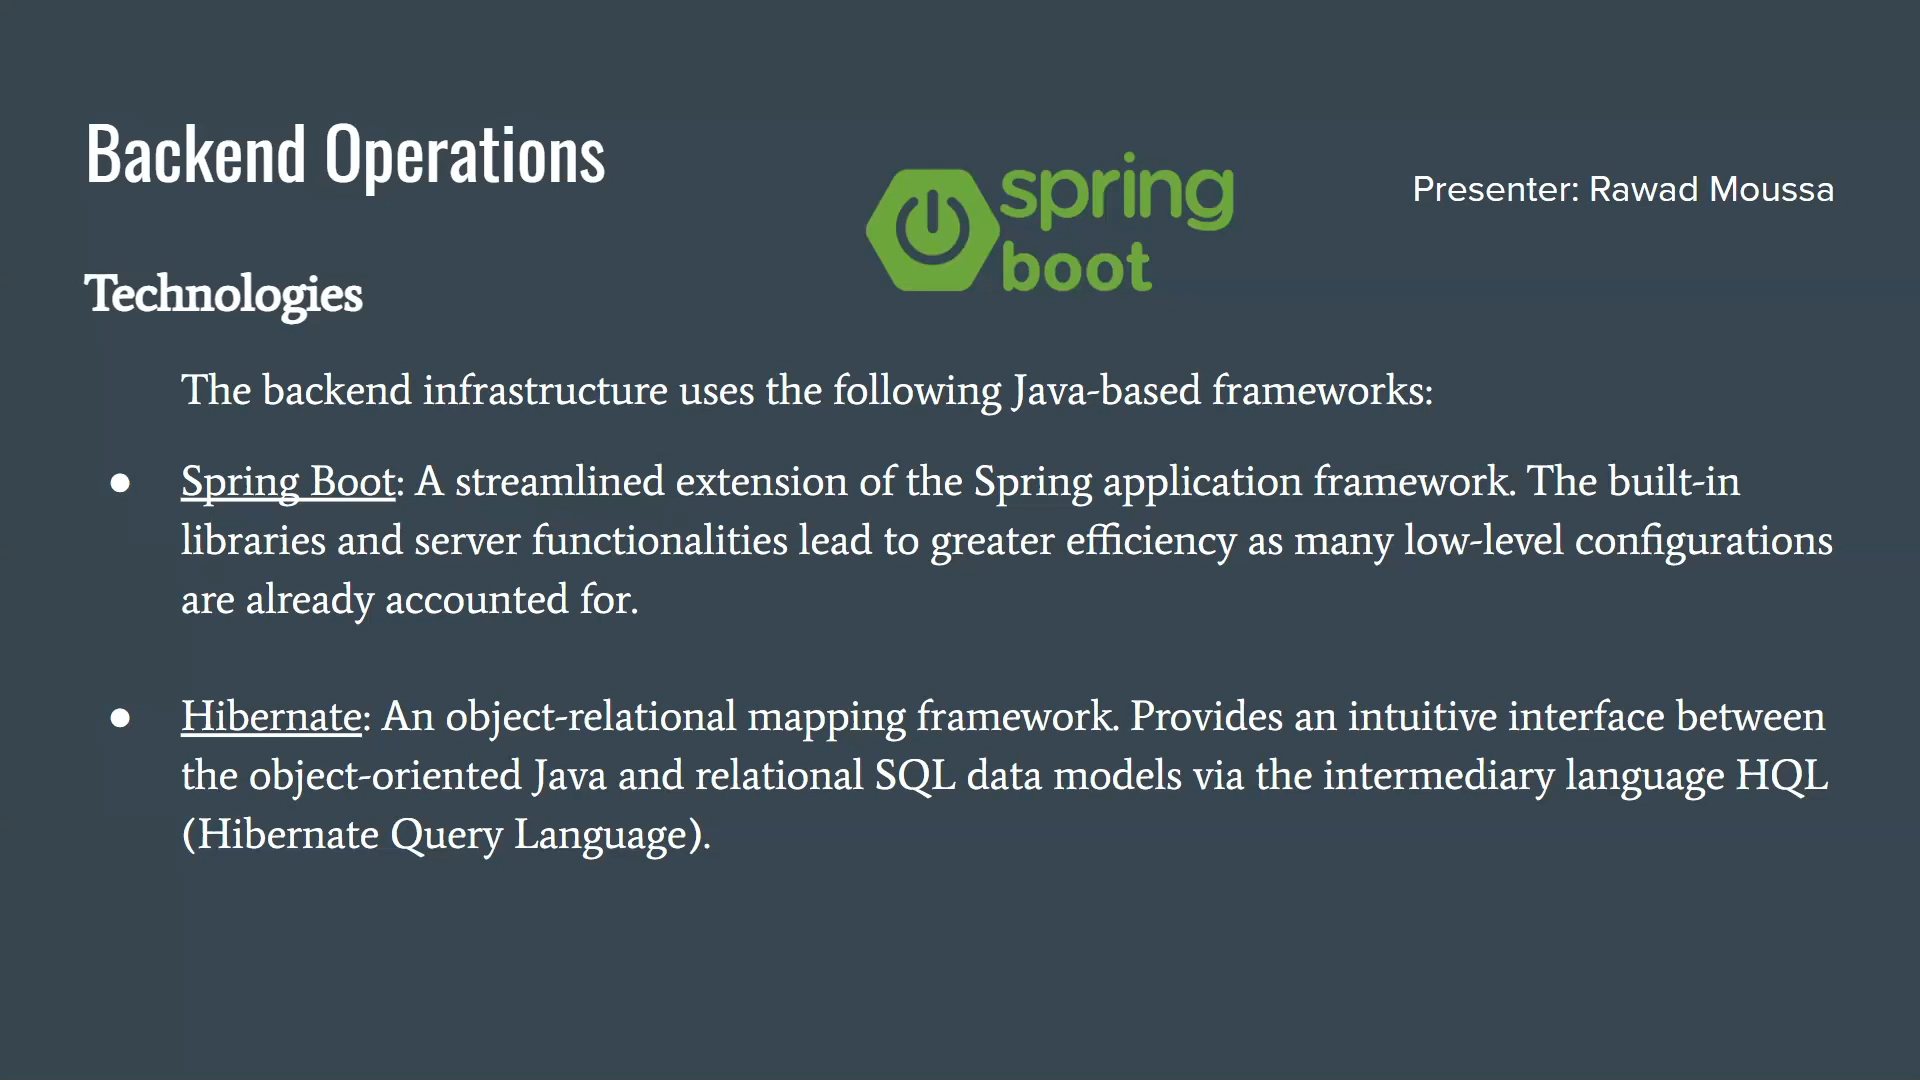 Backend Operations
spring
boot
Presenter: Rawad Moussa
Technologies
The backend infrastructure uses the following Java-based frameworks:
● Spring Boot: A streamlined extension of the Spring application framework. The built-in
libraries and server functionalities lead to greater efficiency as many low-level configurations
are already accounted for.
● Hibernate: An object-relational mapping framework. Provides an intuitive interface between
the object-oriented Java and relational SQL data models via the intermediary language HQL
(Hibernate Query Language).